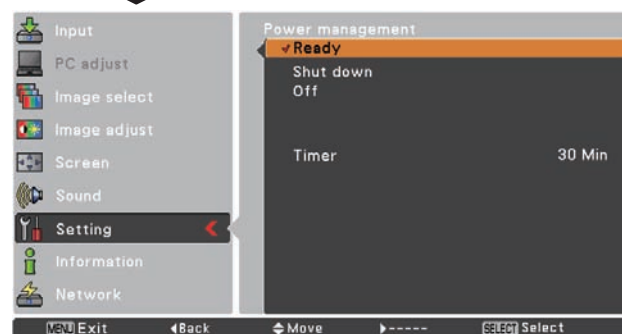 Input
PC adjust
Image select
Image adjust
Screen
Sound
Setting
Information
Network
Power management
✔Ready
Shut down
Off
Timer 30 Min
MENU Exit ◀Back ◆Move ▶----- SELECT Select